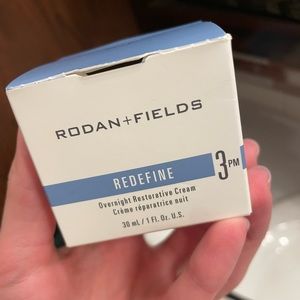 RODAN+FIELDS
REDEFINE
3PM
Overnight Restorative Cream
Crème réparatrice nuit
30 mL / 1 Fl. Oz. U.S.